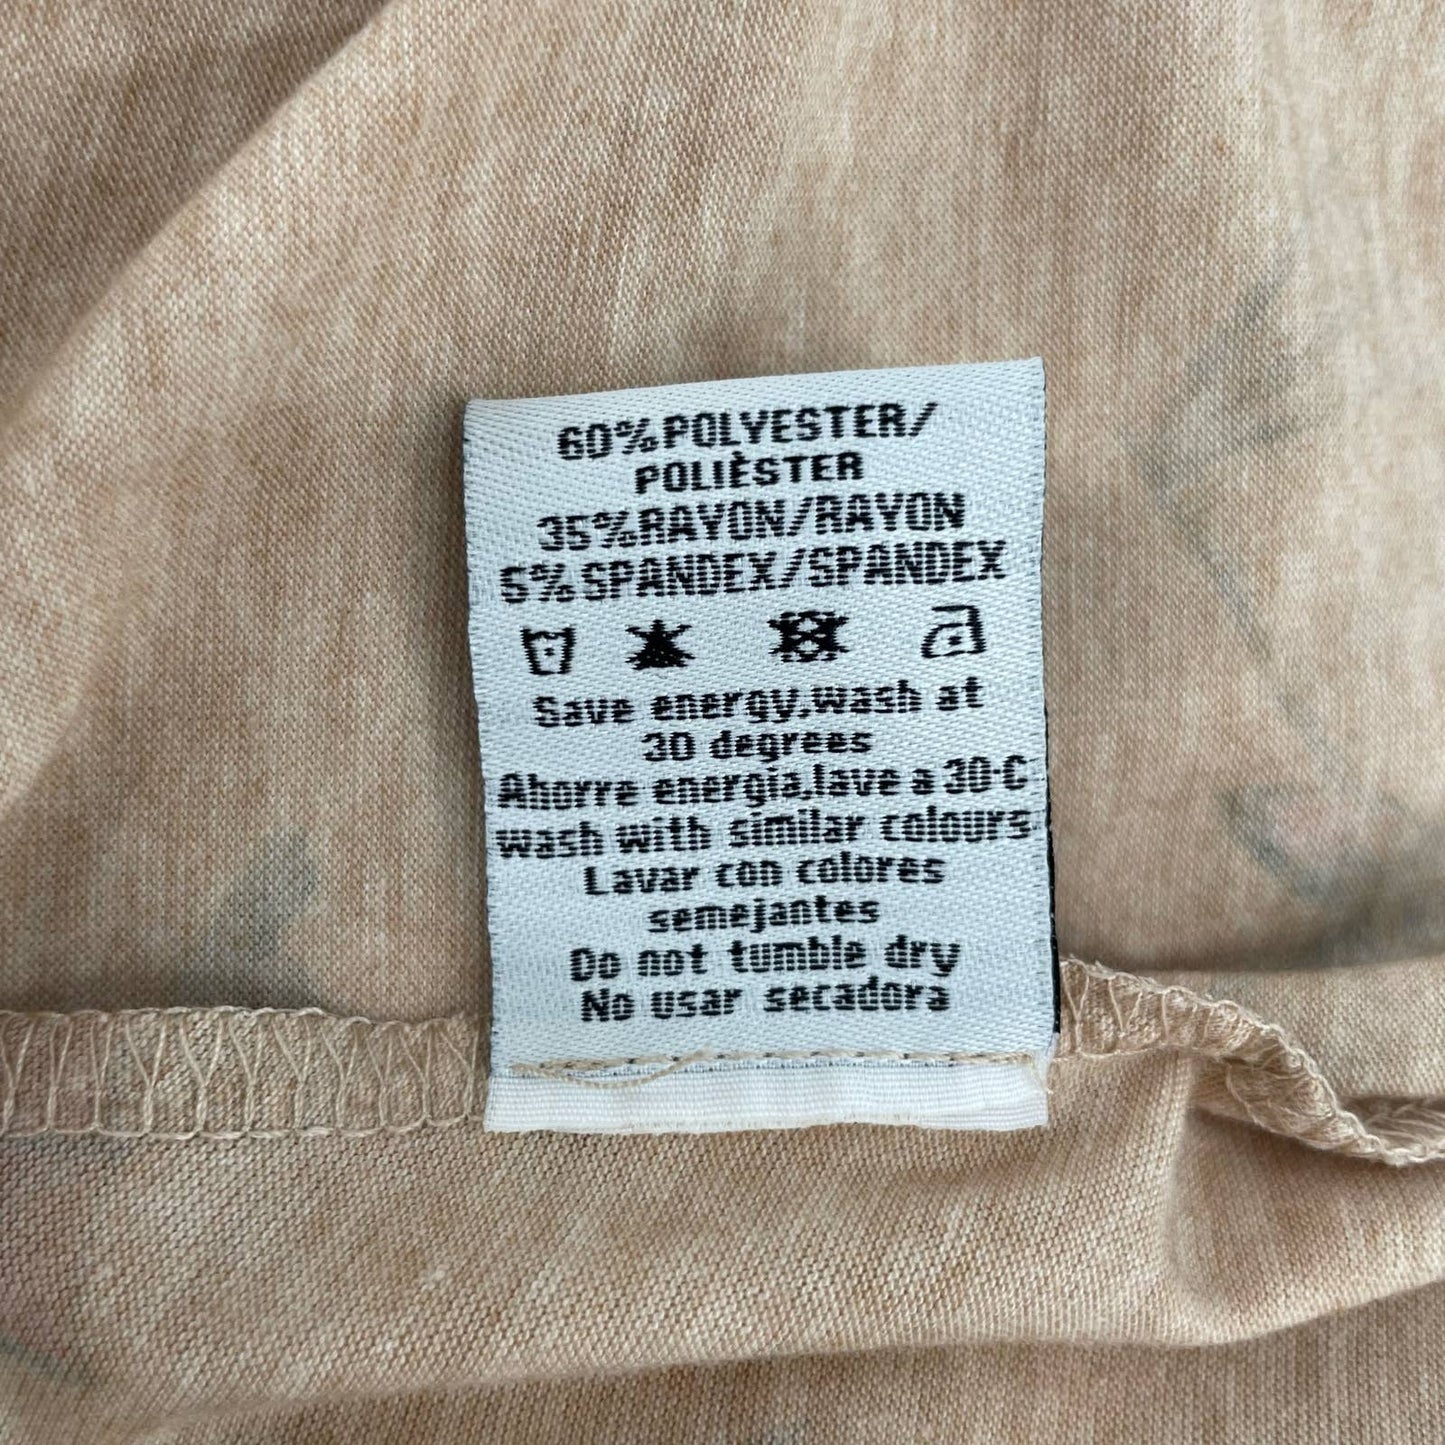 60%POLYESTER/
POLIÈSTER
35%RAYON/RAYON
5%SPANDEX/SPANDEX
Save energy,wash at
30 degrees
Ahorre energia,lave a 30·C
wash with similar colours
Lavar con colores
semejantes
Do not tumble dry
No usar secadora